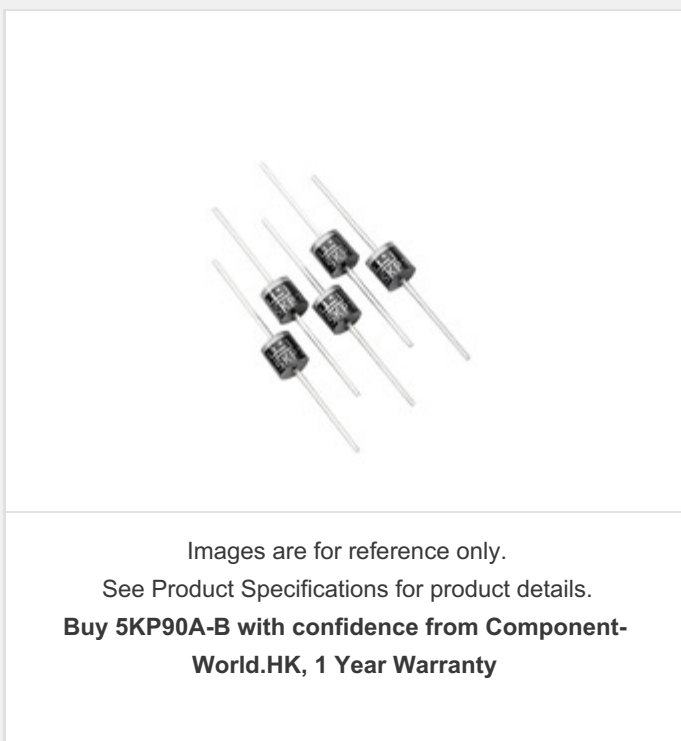 Images are for reference only.
See Product Specifications for product details.
Buy 5KP90A-B with confidence from Component-
World.HK, 1 Year Warranty